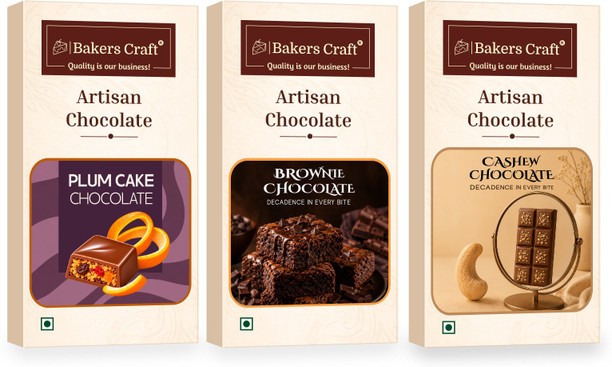 Bakers Craft
Quality is our business!
Artisan
Chocolate
PLUM CAKE
CHOCOLATE
Bakers Craft
Quality is our business!
Artisan
Chocolate
BROWNIE
CHOCOLATE
DECADENCE IN EVERY BITE
Bakers Craft
Quality is our business!
Artisan
Chocolate
CASHEW
CHOCOLATE
DECADENCE IN EVERY BITE